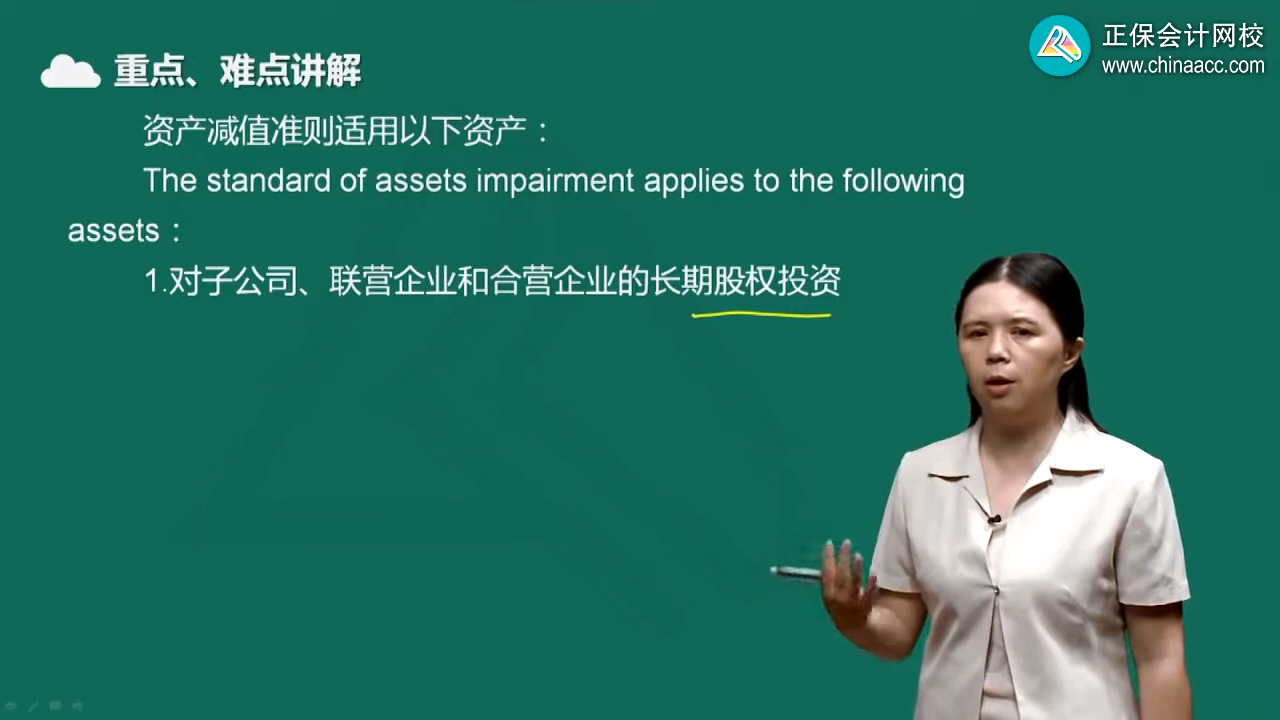 正保会计网校
www.chinaacc.com
重点、难点讲解
资产减值准则适用以下资产：
The standard of assets impairment applies to the following
assets：
1.对子公司、联营企业和合营企业的长期股权投资